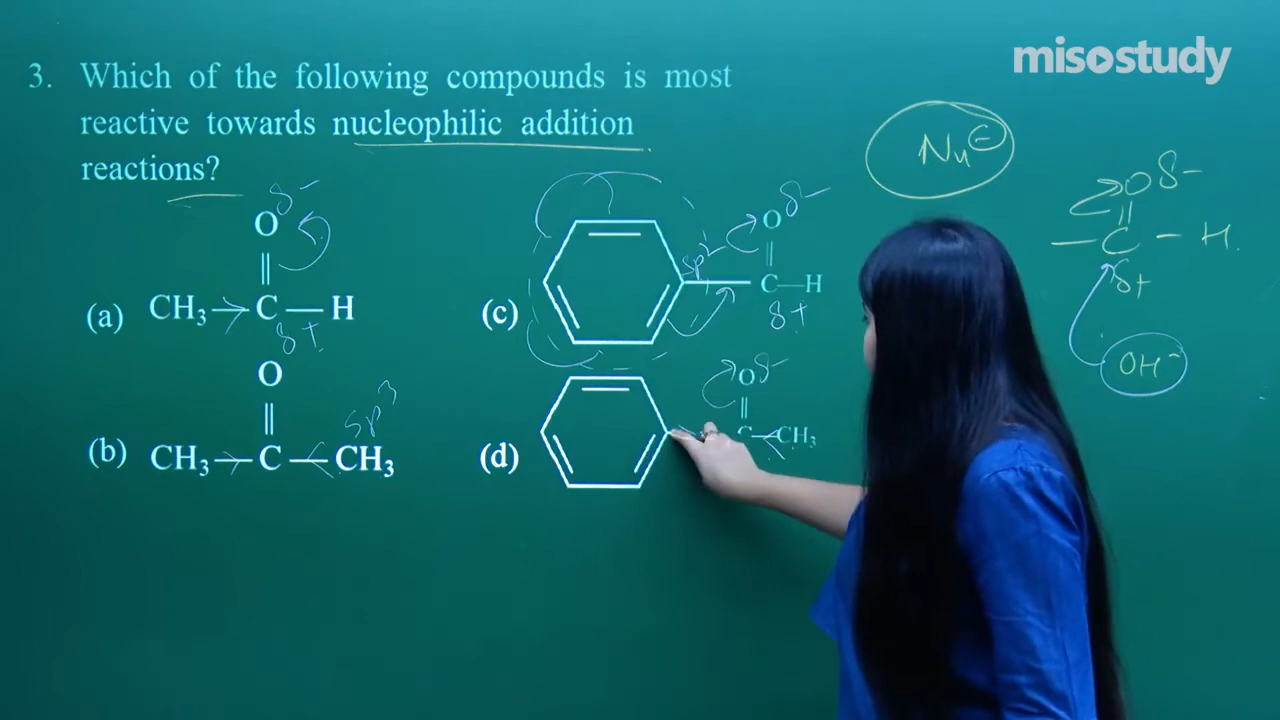 misostudy
3. Which of the following compounds is most
reactive towards nucleophilic addition
reactions?
Nu⊖
O δ-
C — H
δ+
OH-
(a) CH₃ — C — H
O δ-
δ+
(b) CH₃ — C — CH₃
O
sp³
(c) C — H
O δ-
sp²
δ+
(d) C — CH₃
O δ-